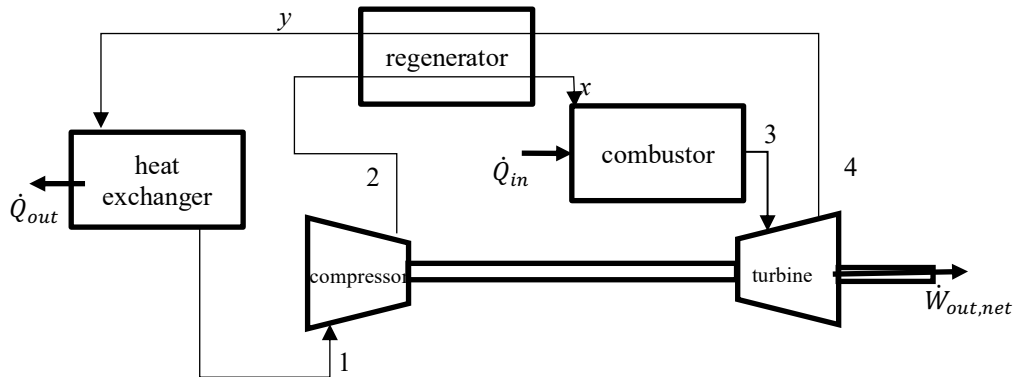 y
regenerator
x
heat
exchanger
Q̇out
combustor
3
Q̇in
2
4
compressor
turbine
Ẇout,net
1